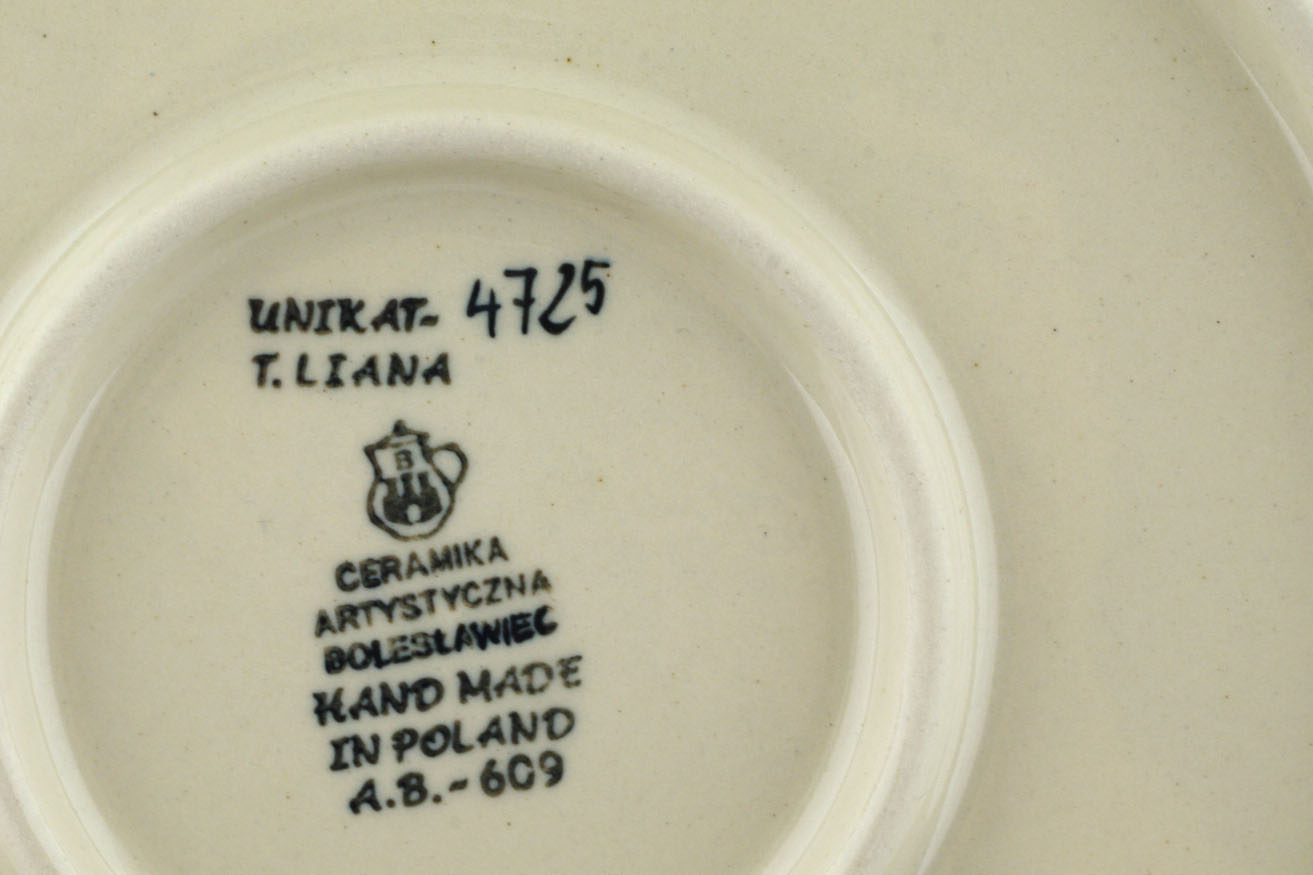 UNIKAT- 4725
T. LIANA
B
CERAMIKA
ARTYSTYCZNA
BOLESŁAWIEC
HAND MADE
IN POLAND
A.B.-609